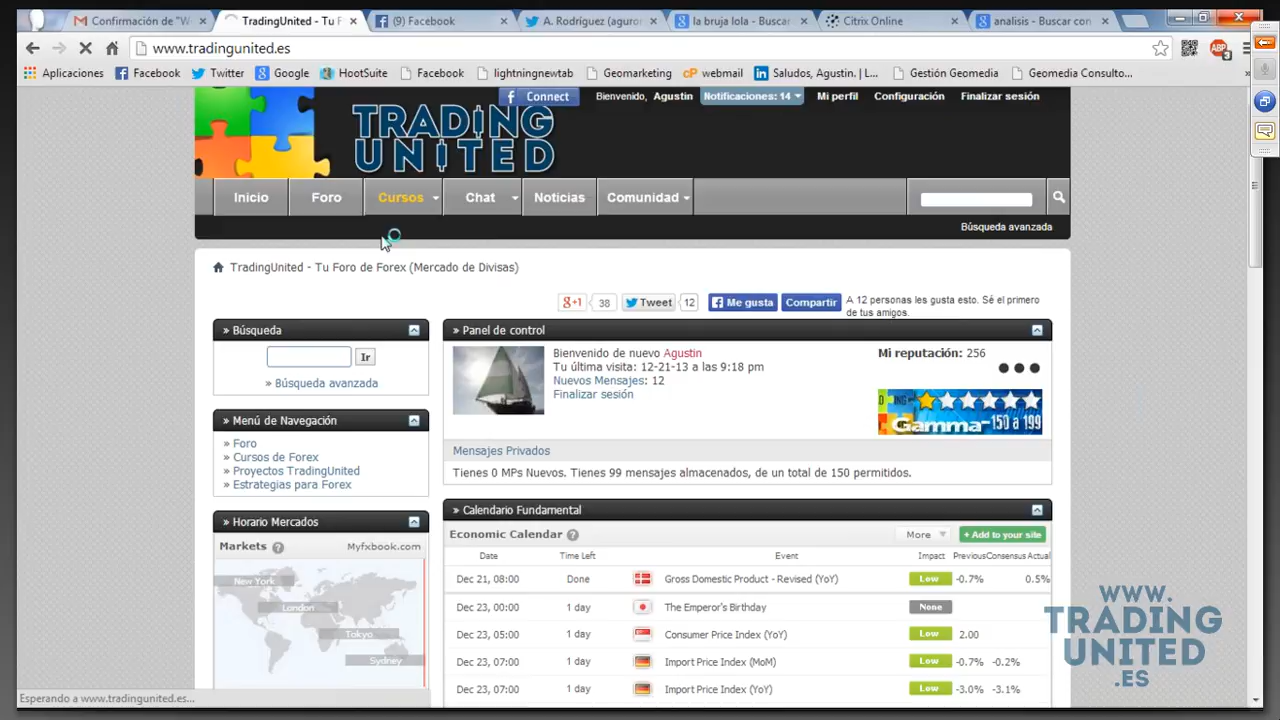 Confirmación de "W
TradingUnited - Tu F
(9) Facebook
A. Rodríguez (aguron
la bruja lola - Buscar
Citrix Online
analisis - Buscar con
www.tradingunited.es
ABP 3
Aplicaciones Facebook Twitter Google HootSuite Facebook lightningnewtab Geomarketing webmail Saludos, Agustin. | L... Gestión Geomedia Geomedia Consulto...
Connect
Bienvenido, Agustin Notificaciones: 14 Mi perfil Configuración Finalizar sesión
TRADING
UNITED
Inicio Foro Cursos Chat Noticias Comunidad
Búsqueda avanzada
TradingUnited - Tu Foro de Forex (Mercado de Divisas)
g+1 38 Tweet 12 Me gusta Compartir A 12 personas les gusta esto. Sé el primero
de tus amigos.
» Búsqueda
Ir
» Búsqueda avanzada
» Menú de Navegación
» Foro
» Cursos de Forex
» Proyectos TradingUnited
» Estrategias para Forex
» Horario Mercados
Markets Myfxbook.com
New York
London
Tokyo
Sydney
» Panel de control
Bienvenido de nuevo Agustin
Tu última visita: 12-21-13 a las 9:18 pm
Nuevos Mensajes: 12
Finalizar sesión
Mi reputación: 256
Gamma 150 a 199
Mensajes Privados
Tienes 0 MPs Nuevos. Tienes 99 mensajes almacenados, de un total de 150 permitidos.
» Calendario Fundamental
Economic Calendar More + Add to your site
Date Time Left Event Impact Previous Consensus Actual
Dec 21, 08:00 Done Gross Domestic Product - Revised (YoY) Low -0.7% 0.5%
Dec 23, 00:00 1 day The Emperor's Birthday None
Dec 23, 05:00 1 day Consumer Price Index (YoY) Low 2.00
Dec 23, 07:00 1 day Import Price Index (MoM) Low -0.7% -0.2%
Dec 23, 07:00 1 day Import Price Index (YoY) Low -3.0% -3.1%
WWW.
TRADING
UNITED
.ES
Esperando a www.tradingunited.es...